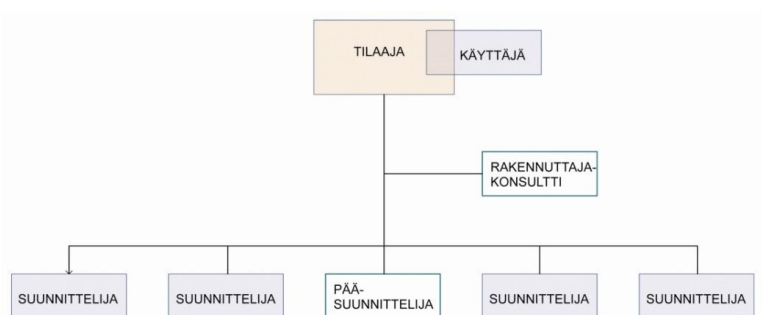 TILAAJA
KÄYTTÄJÄ
RAKENNUTTAJA-
KONSULTTI
SUUNNITTELIJA
SUUNNITTELIJA
PÄÄ-
SUUNNITTELIJA
SUUNNITTELIJA
SUUNNITTELIJA